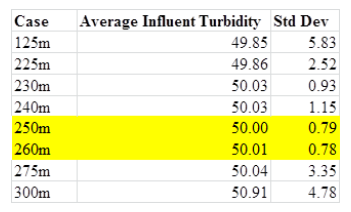 Case Average Influent Turbidity Std Dev
125m 49.85 5.83
225m 49.86 2.52
230m 50.03 0.93
240m 50.03 1.15
250m 50.00 0.79
260m 50.01 0.78
275m 50.04 3.35
300m 50.91 4.78